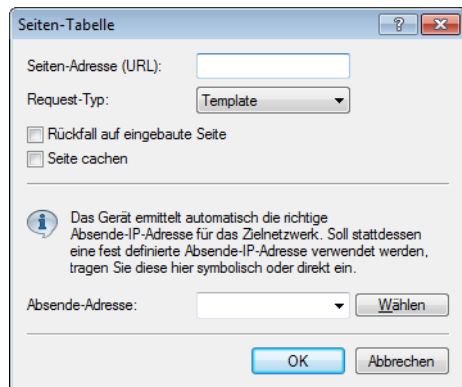 Seiten-Tabelle
Seiten-Adresse (URL):
Request-Typ: Template
Rückfall auf eingebaute Seite
Seite cachen
Das Gerät ermittelt automatisch die richtige
Absende-IP-Adresse für das Zielnetzwerk. Soll stattdessen
eine fest definierte Absende-IP-Adresse verwendet werden,
tragen Sie diese hier symbolisch oder direkt ein.
Absende-Adresse: Wählen
OK Abbrechen